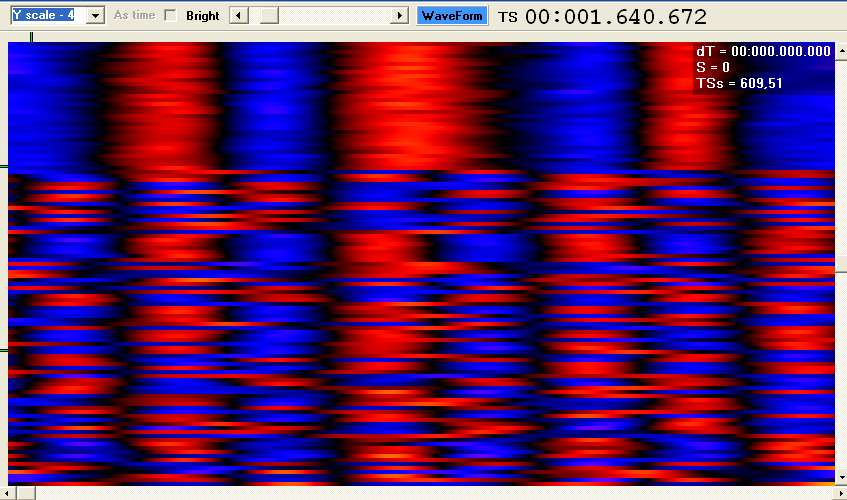 Y scale - 4 As time Bright WaveForm TS 00:001.640.672
dT = 00:000.000.000
S = 0
TSs = 609,51